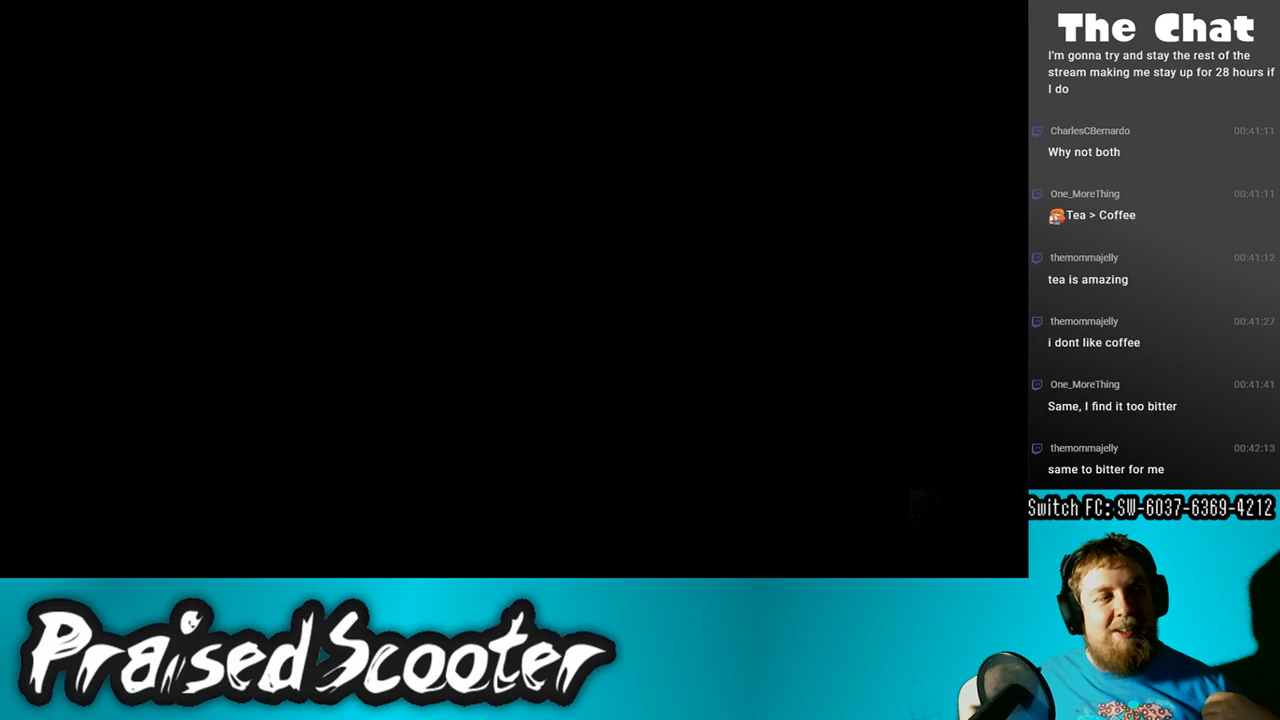 The Chat
I'm gonna try and stay the rest of the
stream making me stay up for 28 hours if
I do
CharlesCBernardo 00:41:11
Why not both
One_MoreThing 00:41:11
Tea > Coffee
themommajelly 00:41:12
tea is amazing
themommajelly 00:41:27
i dont like coffee
One_MoreThing 00:41:41
Same, I find it too bitter
themommajelly 00:42:13
same to bitter for me
Switch FC: SW-6037-6369-4212
PraisedScooter